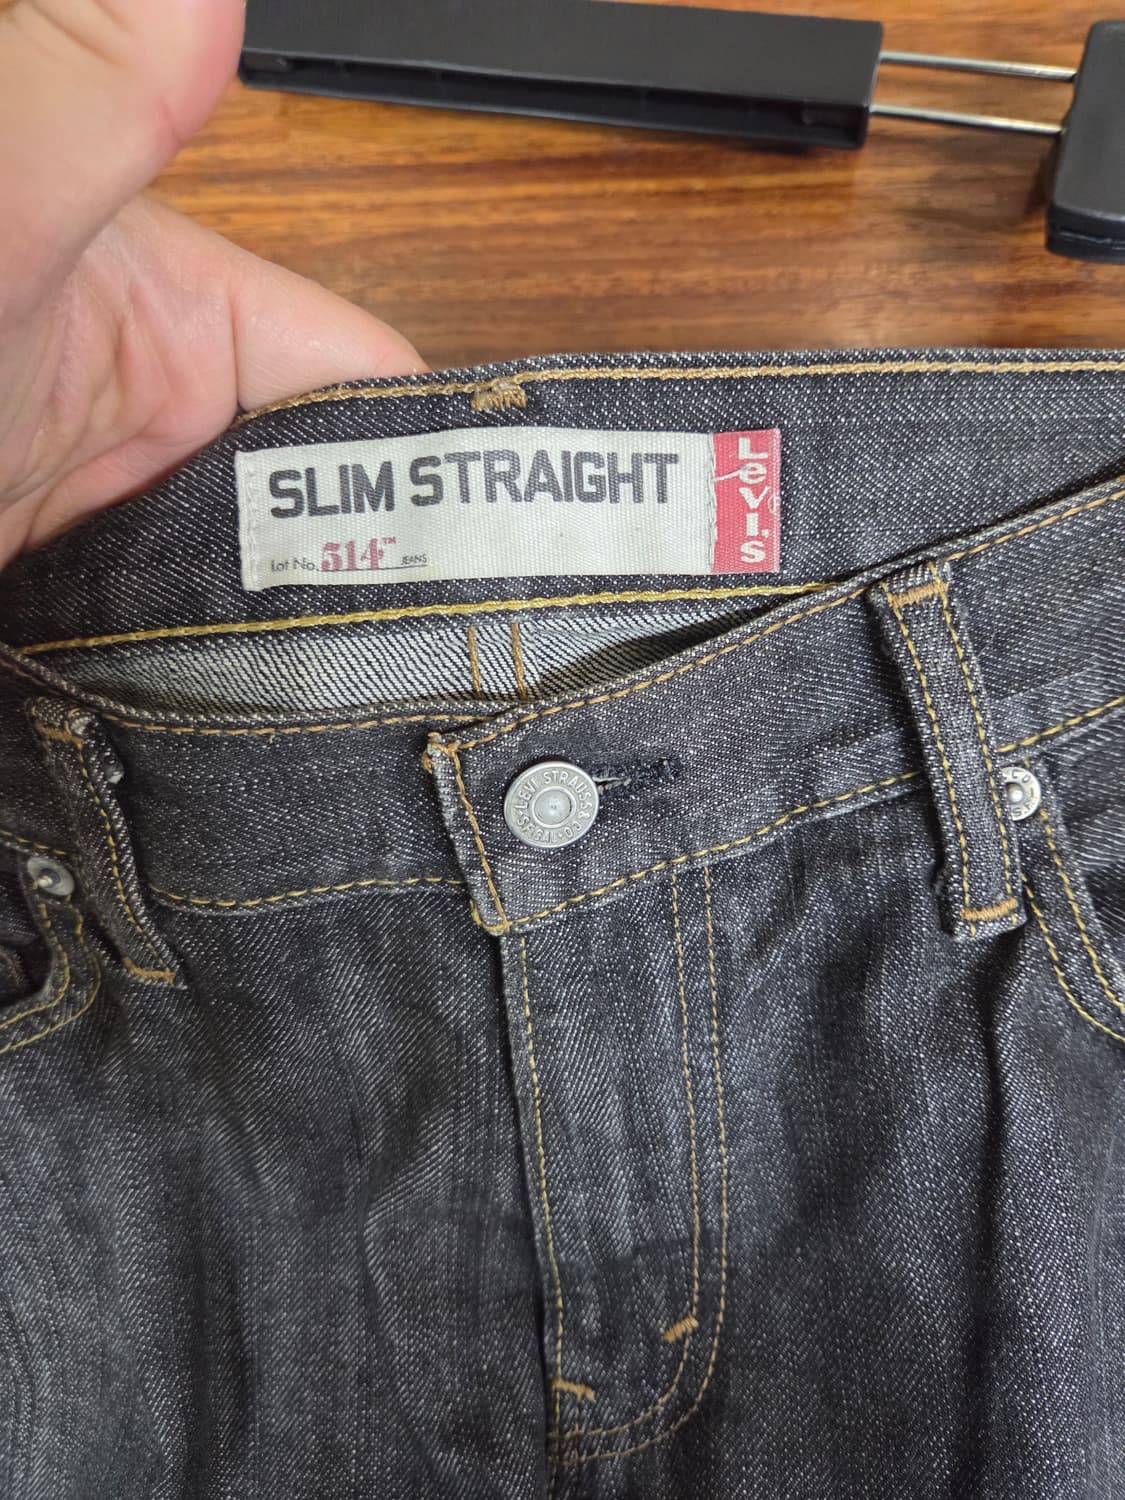 SLIM STRAIGHT
Lot No. 514™ JEANS
Levi's®
LEVI STRAUSS & CO